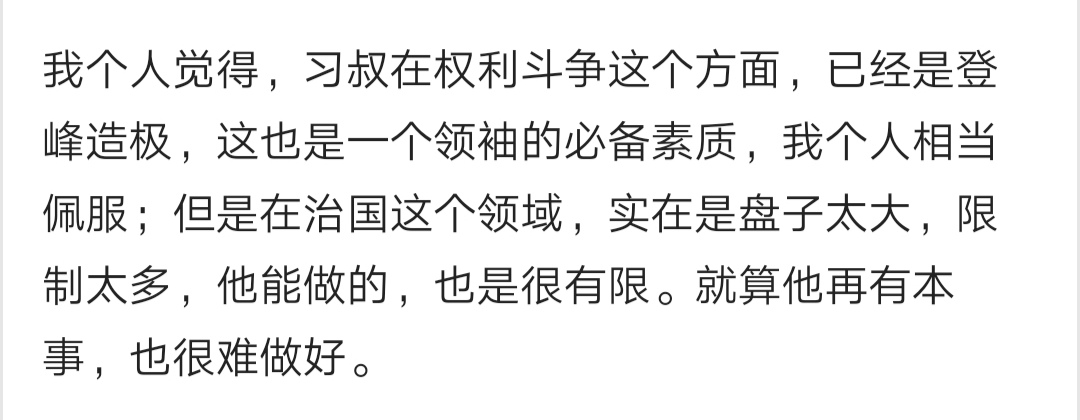 我个人觉得，习叔在权利斗争这个方面，已经是登
峰造极，这也是一个领袖的必备素质，我个人相当
佩服；但是在治国这个领域，实在是盘子太大，限
制太多，他能做的，也是很有限。就算他再有本
事，也很难做好。